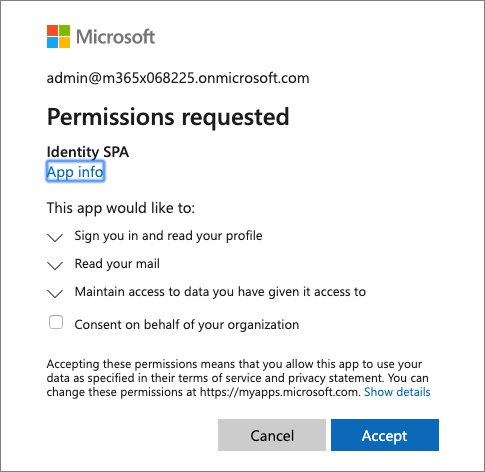 Microsoft
admin@m365x068225.onmicrosoft.com
Permissions requested
Identity SPA
App info
This app would like to:
Sign you in and read your profile
Read your mail
Maintain access to data you have given it access to
Consent on behalf of your organization
Accepting these permissions means that you allow this app to use your
data as specified in their terms of service and privacy statement. You can
change these permissions at https://myapps.microsoft.com. Show details
Cancel Accept